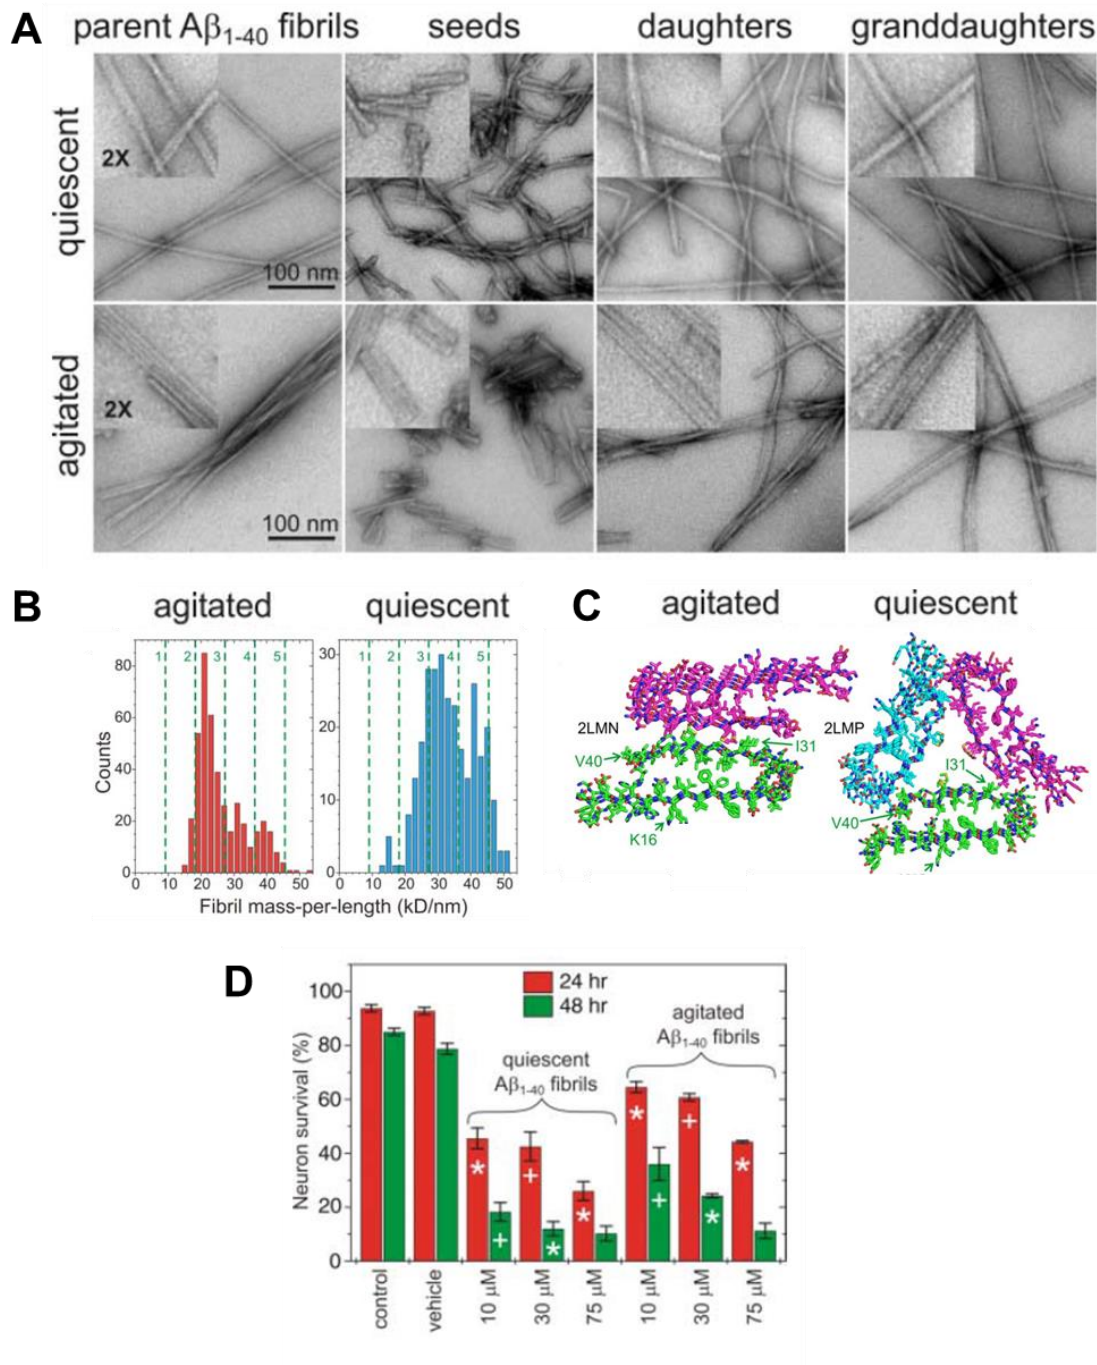 A
parent Aβ1-40 fibrils seeds daughters granddaughters
quiescent
2X
100 nm
agitated
2X
100 nm
B
agitated quiescent
Counts
80
60
40
20
0
1 2 3 4 5
0 10 20 30 40 50
30
20
10
0
1 2 3 4 5
0 10 20 30 40 50
Fibril mass-per-length (kD/nm)
C
agitated quiescent
2LMN
V40
I31
K16
2LMP
I31
V40
D
24 hr
48 hr
Neuron survival (%)
100
80
60
40
20
0
quiescent
Aβ1-40 fibrils
agitated
Aβ1-40 fibrils
* + + * *
* + + * *
control
vehicle
10 μM
30 μM
75 μM
10 μM
30 μM
75 μM